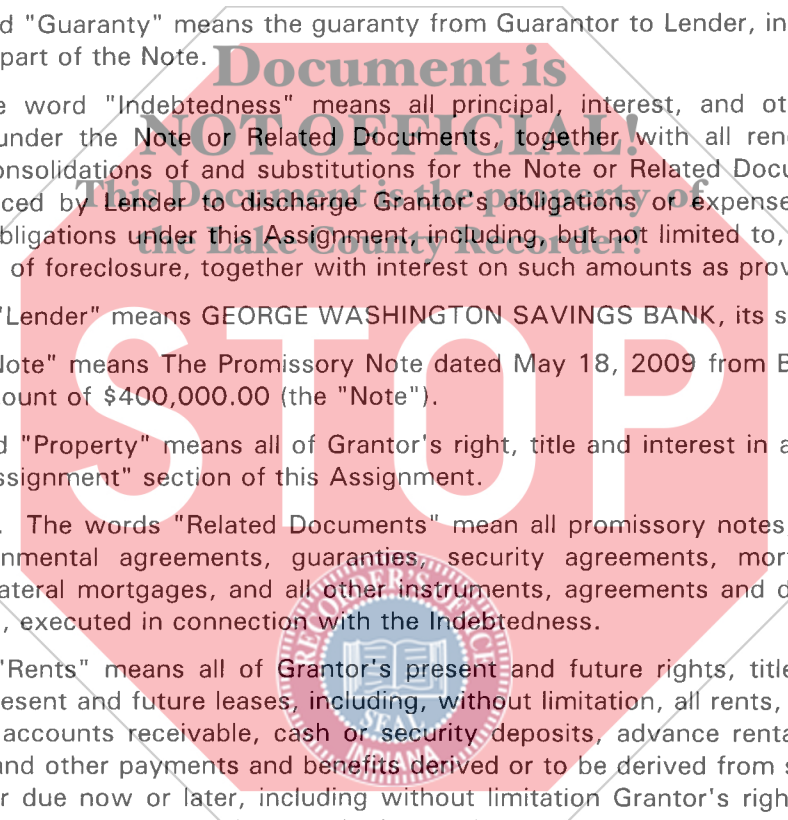 d "Guaranty" means the guaranty from Guarantor to Lender, in
part of the Note.
Document is
e word "Indebtedness" means all principal, interest, and ot
under the Note or Related Documents, together with all ren
NOT OFFICIAL!
onsolidations of and substitutions for the Note or Related Docu
This Document is the property of
ced by Lender to discharge Grantor's obligations or expense
bligations under this Assignment, including, but not limited to,
the Lake County Recorder!
of foreclosure, together with interest on such amounts as prov
"Lender" means GEORGE WASHINGTON SAVINGS BANK, its s
Note" means The Promissory Note dated May 18, 2009 from B
ount of $400,000.00 (the "Note").
STOP
d "Property" means all of Grantor's right, title and interest in a
ssignment" section of this Assignment.
. The words "Related Documents" mean all promissory notes,
nmental agreements, guaranties, security agreements, mor
ateral mortgages, and all other instruments, agreements and d
, executed in connection with the Indebtedness.
RECORDER'S OFFICE
"Rents" means all of Grantor's present and future rights, title
esent and future leases, including, without limitation, all rents,
SEAL
accounts receivable, cash or security deposits, advance renta
INDIANA
and other payments and benefits derived or to be derived from s
r due now or later, including without limitation Grantor's righ